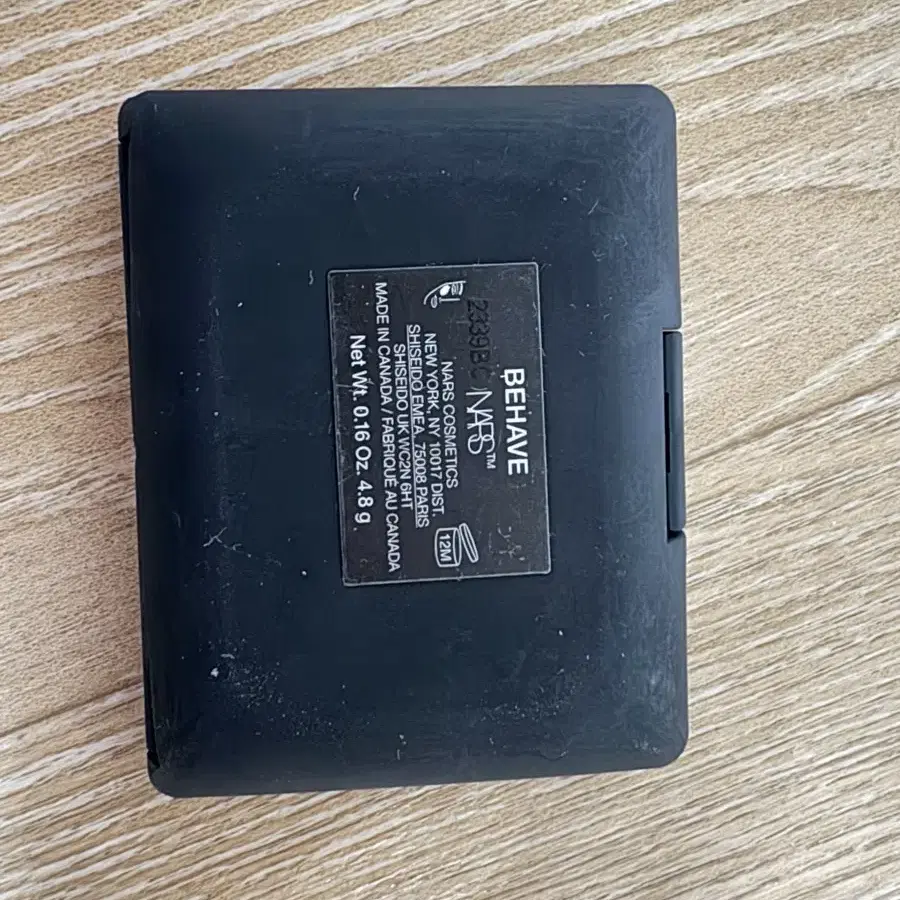 BEHAVE
NARS™
2339BC
NARS COSMETICS
NEW YORK, NY 10017 DIST.
SHISEIDO EMEA, 75008 PARIS
SHISEIDO UK WC2N 6HT
MADE IN CANADA / FABRIQUÉ AU CANADA
Net Wt. 0.16 Oz. 4.8 g
12M